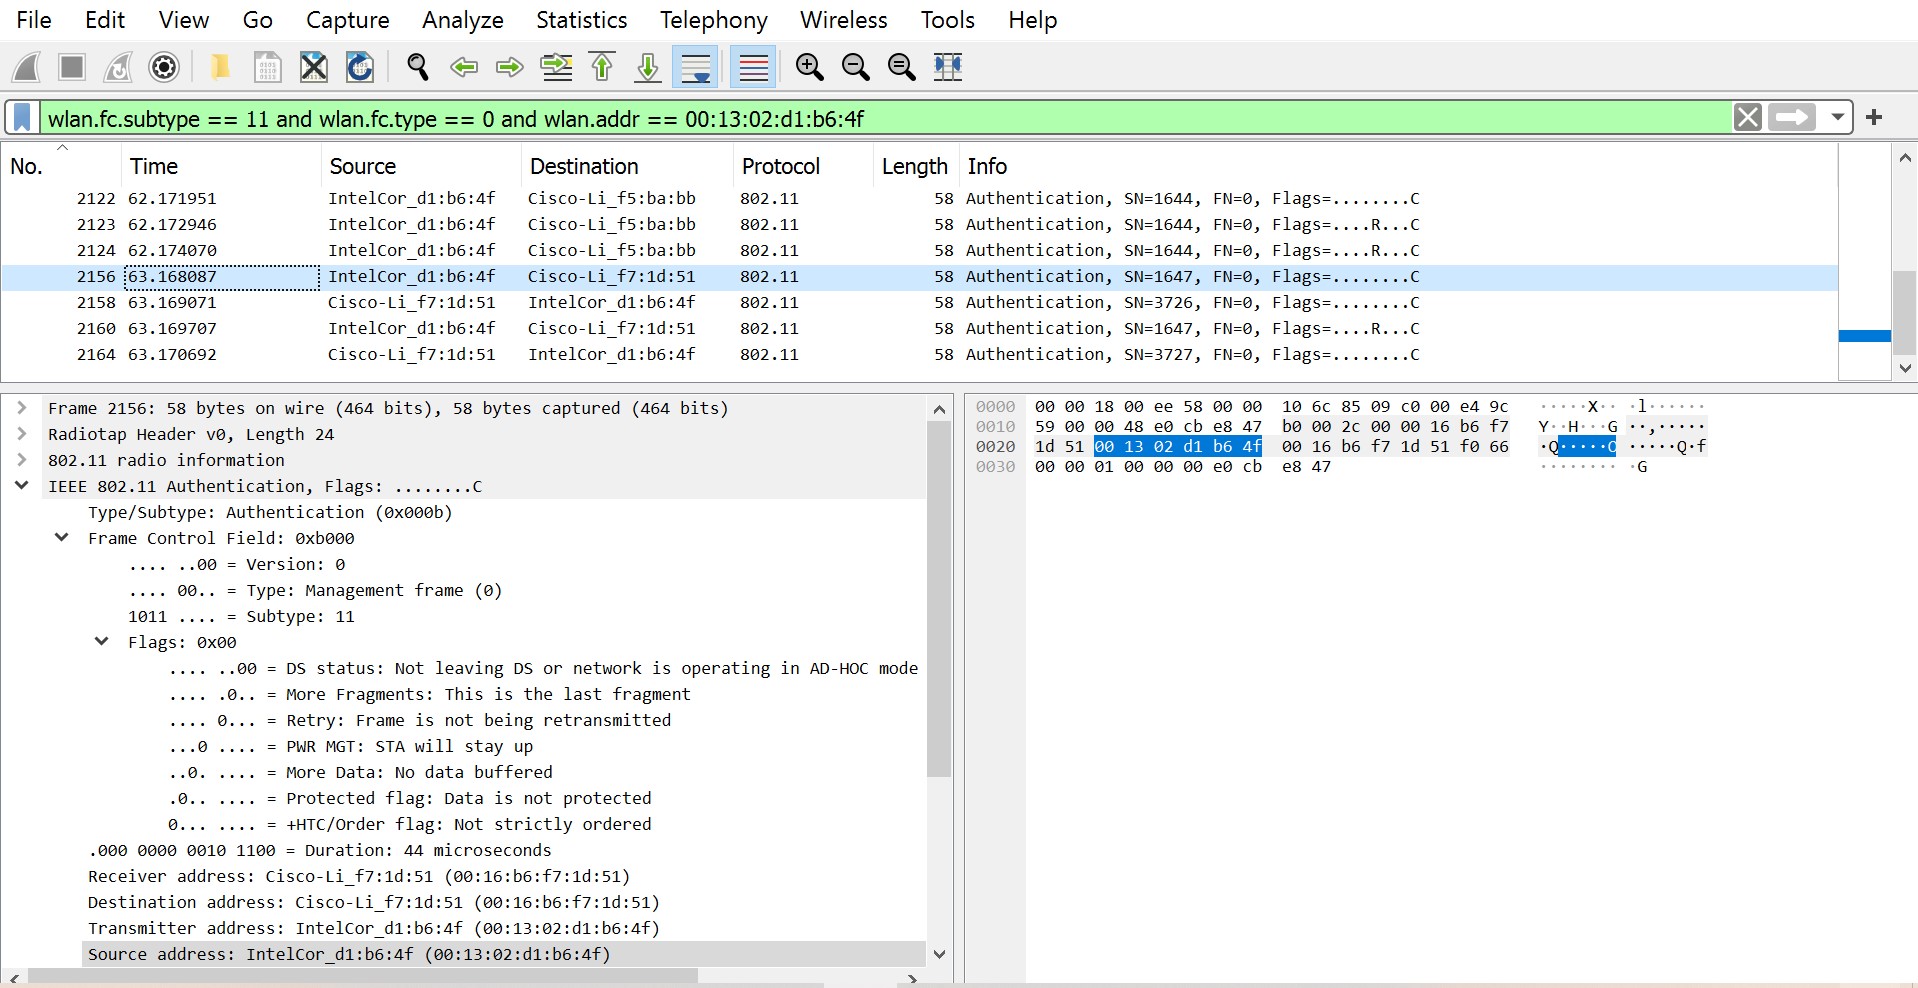 File Edit View Go Capture Analyze Statistics Telephony Wireless Tools Help
wlan.fc.subtype == 11 and wlan.fc.type == 0 and wlan.addr == 00:13:02:d1:b6:4f
No. Time Source Destination Protocol Length Info
2122 62.171951 IntelCor_d1:b6:4f Cisco-Li_f5:ba:bb 802.11 58 Authentication, SN=1644, FN=0, Flags=........C
2123 62.172946 IntelCor_d1:b6:4f Cisco-Li_f5:ba:bb 802.11 58 Authentication, SN=1644, FN=0, Flags=....R...C
2124 62.174070 IntelCor_d1:b6:4f Cisco-Li_f5:ba:bb 802.11 58 Authentication, SN=1644, FN=0, Flags=....R...C
2156 63.168087 IntelCor_d1:b6:4f Cisco-Li_f7:1d:51 802.11 58 Authentication, SN=1647, FN=0, Flags=........C
2158 63.169071 Cisco-Li_f7:1d:51 IntelCor_d1:b6:4f 802.11 58 Authentication, SN=3726, FN=0, Flags=........C
2160 63.169707 IntelCor_d1:b6:4f Cisco-Li_f7:1d:51 802.11 58 Authentication, SN=1647, FN=0, Flags=....R...C
2164 63.170692 Cisco-Li_f7:1d:51 IntelCor_d1:b6:4f 802.11 58 Authentication, SN=3727, FN=0, Flags=........C
Frame 2156: 58 bytes on wire (464 bits), 58 bytes captured (464 bits)
Radiotap Header v0, Length 24
802.11 radio information
IEEE 802.11 Authentication, Flags: ........C
Type/Subtype: Authentication (0x000b)
Frame Control Field: 0xb000
.... ..00 = Version: 0
.... 00.. = Type: Management frame (0)
1011 .... = Subtype: 11
Flags: 0x00
.... ..00 = DS status: Not leaving DS or network is operating in AD-HOC mode
.... .0.. = More Fragments: This is the last fragment
.... 0... = Retry: Frame is not being retransmitted
...0 .... = PWR MGT: STA will stay up
..0. .... = More Data: No data buffered
.0.. .... = Protected flag: Data is not protected
0... .... = +HTC/Order flag: Not strictly ordered
.000 0000 0010 1100 = Duration: 44 microseconds
Receiver address: Cisco-Li_f7:1d:51 (00:16:b6:f7:1d:51)
Destination address: Cisco-Li_f7:1d:51 (00:16:b6:f7:1d:51)
Transmitter address: IntelCor_d1:b6:4f (00:13:02:d1:b6:4f)
Source address: IntelCor_d1:b6:4f (00:13:02:d1:b6:4f)
0000 00 00 18 00 ee 58 00 00 10 6c 85 09 c0 00 e4 9c ·····X·· ·l······
0010 59 00 00 48 e0 cb e8 47 b0 00 2c 00 00 16 b6 f7 Y··H···G ··,·····
0020 1d 51 00 13 02 d1 b6 4f 00 16 b6 f7 1d 51 f0 66 ·Q·····O ·····Q·f
0030 00 00 01 00 00 00 e0 cb e8 47 ········ ·G